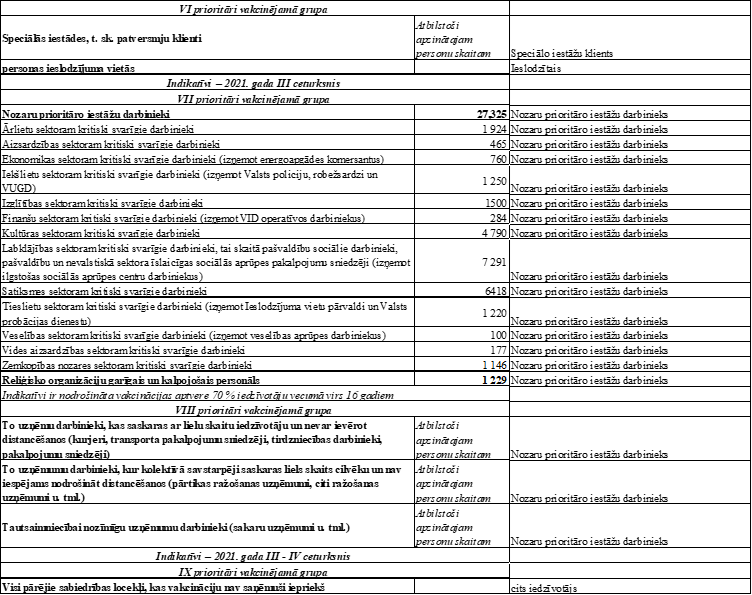 VI prioritāri vakcinējamā grupa
Speciālās iestādes, t. sk. patversmju klienti
Atbilstoši
apzinātajam
personu skaitam
Speciālo iestāžu klients
personas ieslodzījuma vietās
Ieslodzītais
Indikatīvi – 2021. gada III ceturksnis
VII prioritāri vakcinējamā grupa
Nozaru prioritāro iestāžu darbinieki 27,325 Nozaru prioritāro iestāžu darbinieks
Ārlietu sektoram kritiski svarīgie darbinieki 1 924 Nozaru prioritāro iestāžu darbinieks
Aizsardzības sektoram kritiski svarīgie darbinieki 465 Nozaru prioritāro iestāžu darbinieks
Ekonomikas sektoram kritiski svarīgie darbinieki (izņemot energoapgādes komersantus) 760 Nozaru prioritāro iestāžu darbinieks
Iekšlietu sektoram kritiski svarīgie darbinieki (izņemot Valsts policiju, robežsardzi un
VUGD) 1 250 Nozaru prioritāro iestāžu darbinieks
Izglītības sektoram kritiski svarīgie darbinieki 1500 Nozaru prioritāro iestāžu darbinieks
Finanšu sektoram kritiski svarīgie darbinieki (izņemot VID operatīvos darbiniekus) 284 Nozaru prioritāro iestāžu darbinieks
Kultūras sektoram kritiski svarīgie darbinieki 4 790 Nozaru prioritāro iestāžu darbinieks
Labklājības sektoram kritiski svarīgie darbinieki, tai skaitā pašvaldību sociālie darbinieki,
pašvaldību un nevalstiskā sektora īslaicīgas sociālās aprūpes pakalpojumu sniedzēji (izņemot
ilgstošas sociālās aprūpes centru darbiniekus) 7 291 Nozaru prioritāro iestāžu darbinieks
Satiksmes sektoram kritiski svarīgie darbinieki 6418 Nozaru prioritāro iestāžu darbinieks
Tieslietu sektoram kritiski svarīgie darbinieki (izņemot Ieslodzījuma vietu pārvaldi un Valsts
probācijas dienestu) 1 220 Nozaru prioritāro iestāžu darbinieks
Veselības sektoram kritiski svarīgie darbinieki (izņemot veselības aprūpes darbiniekus) 100 Nozaru prioritāro iestāžu darbinieks
Vides aizsardzības sektoram kritiski svarīgie darbinieki 177 Nozaru prioritāro iestāžu darbinieks
Zemkopības nozares sektoram kritiski svarīgie darbinieki 1 146 Nozaru prioritāro iestāžu darbinieks
Reliģisko organizāciju garīgais un kalpojošais personāls 1 229 Nozaru prioritāro iestāžu darbinieks
Indikatīvi ir nodrošināta vakcinācijas aptvere 70 % iedzīvotāju vecumā virs 16 gadiem
VIII prioritāri vakcinējamā grupa
To uzņēmu darbinieki, kas saskaras ar lielu skaitu iedzīvotāju un nevar ievērot
distancēšanos (kurjeri, transporta pakalpojumu sniedzēji, tirdzniecības darbinieki,
pakalpojumu sniedzēji)
Atbilstoši
apzinātajam
personu skaitam
Nozaru prioritāro iestāžu darbinieks
To uzņēmumu darbinieki, kur kolektīvā savstarpēji saskaras liels skaits cilvēku un nav
iespējams nodrošināt distancēšanos (pārtikas ražošanas uzņēmumi, citi ražošanas
uzņēmumi u. tml.)
Atbilstoši
apzinātajam
personu skaitam
Nozaru prioritāro iestāžu darbinieks
Tautsaimniecībai nozīmīgu uzņēmumu darbinieki (sakaru uzņēmumi u. tml.)
Atbilstoši
apzinātajam
personu skaitam
Nozaru prioritāro iestāžu darbinieks
Indikatīvi – 2021. gada III - IV ceturksnis
IX prioritāri vakcinējamā grupa
Visi pārējie sabiedrības locekļi, kas vakcināciju nav saņēmuši iepriekš
cits iedzīvotājs